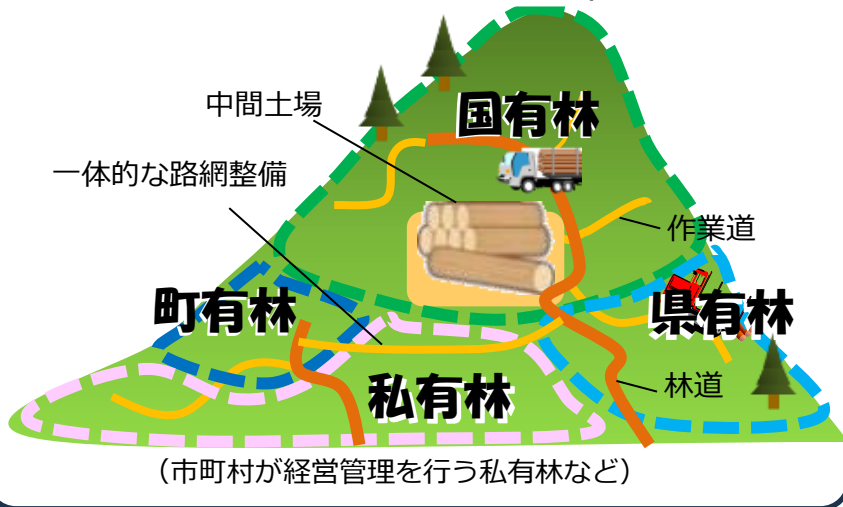 国有林
中間土場
一体的な路網整備
作業道
町有林
県有林
私有林
林道
（市町村が経営管理を行う私有林など）